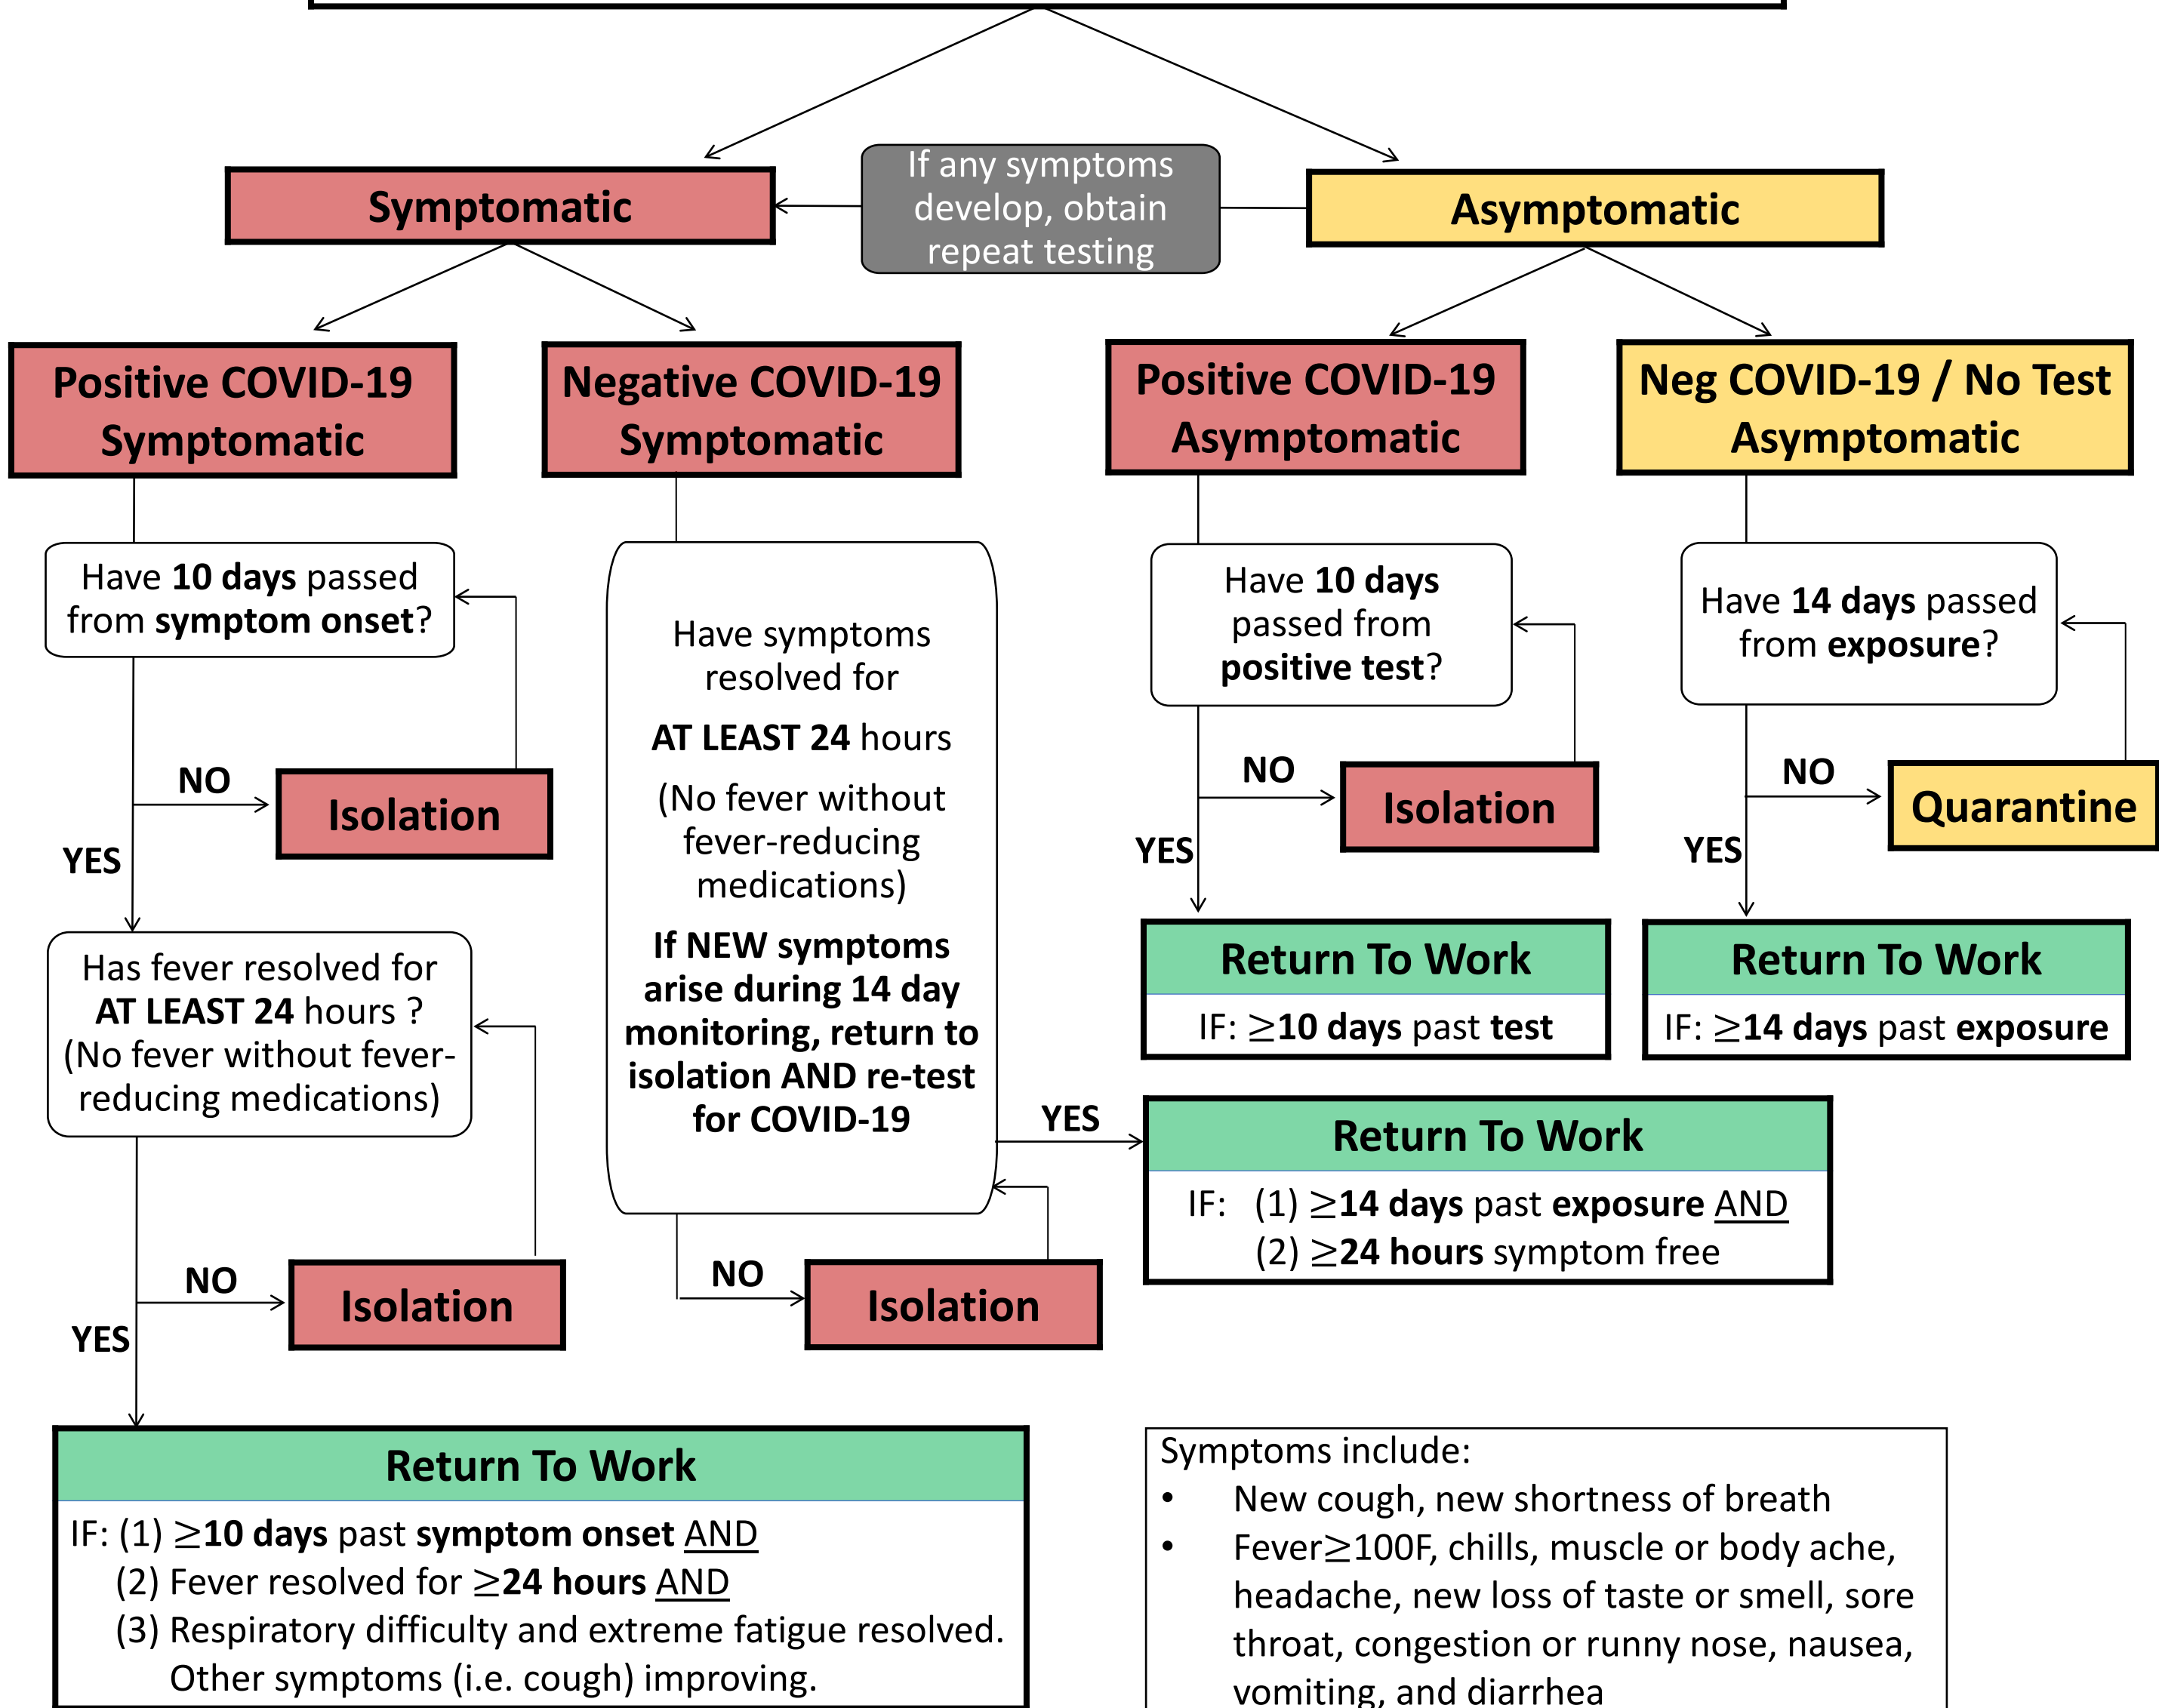 If any symptoms
develop, obtain
repeat testing
Symptomatic
Asymptomatic
Positive COVID-19
Symptomatic
Negative COVID-19
Symptomatic
Positive COVID-19
Asymptomatic
Neg COVID-19 / No Test
Asymptomatic
Have 10 days passed
from symptom onset?
NO
Isolation
YES
Has fever resolved for
AT LEAST 24 hours ?
(No fever without fever-
reducing medications)
NO
Isolation
YES
Return To Work
IF: (1) ≥10 days past symptom onset AND
(2) Fever resolved for ≥24 hours AND
(3) Respiratory difficulty and extreme fatigue resolved.
Other symptoms (i.e. cough) improving.
Have symptoms
resolved for
AT LEAST 24 hours
(No fever without
fever-reducing
medications)
If NEW symptoms
arise during 14 day
monitoring, return to
isolation AND re-test
for COVID-19
NO
Isolation
YES
Return To Work
IF: (1) ≥14 days past exposure AND
(2) ≥24 hours symptom free
Have 10 days
passed from
positive test?
NO
Isolation
YES
Return To Work
IF: ≥10 days past test
Have 14 days passed
from exposure?
NO
Quarantine
YES
Return To Work
IF: ≥14 days past exposure
Symptoms include:
• New cough, new shortness of breath
• Fever≥100F, chills, muscle or body ache,
headache, new loss of taste or smell, sore
throat, congestion or runny nose, nausea,
vomiting, and diarrhea